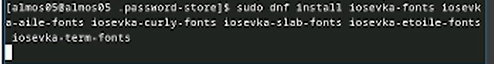 [almos05@almos05 .password-store]$ sudo dnf install iosevka-fonts iosevk
a-aile-fonts iosevka-curly-fonts iosevka-slab-fonts iosevka-etoile-fonts
iosevka-term-fonts